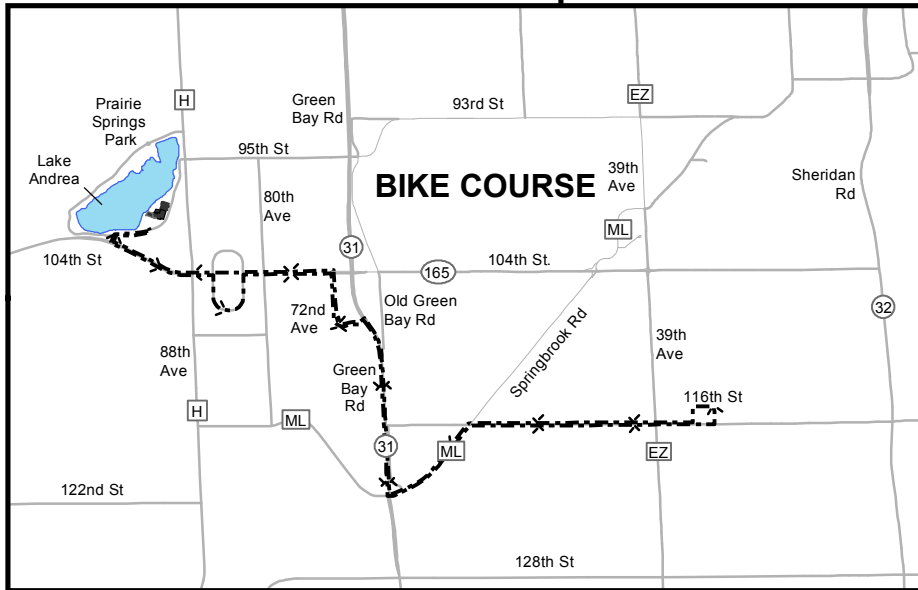 H
Green
Bay Rd
93rd St
EZ
Prairie
Springs
Park
Lake
Andrea
95th St
80th
Ave
BIKE COURSE
39th
Ave
Sheridan
Rd
ML
31
104th St
165
104th St.
72nd
Ave
Old Green
Bay Rd
32
Springbrook Rd
88th
Ave
Green
Bay
Rd
39th
Ave
116th St
H
ML
31
ML
EZ
122nd St
128th St